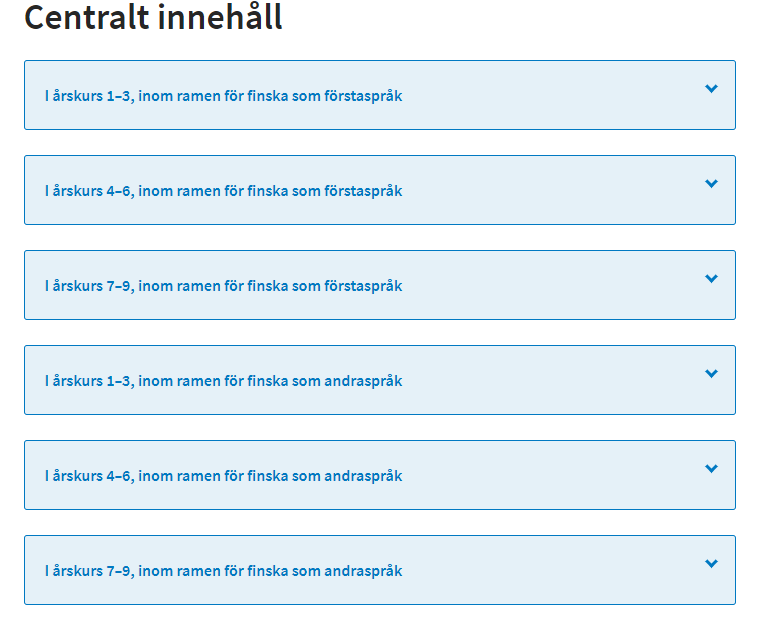 Centralt innehåll
I årskurs 1–3, inom ramen för finska som förstaspråk
I årskurs 4–6, inom ramen för finska som förstaspråk
I årskurs 7–9, inom ramen för finska som förstaspråk
I årskurs 1–3, inom ramen för finska som andraspråk
I årskurs 4–6, inom ramen för finska som andraspråk
I årskurs 7–9, inom ramen för finska som andraspråk